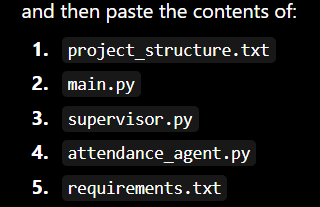 and then paste the contents of:
1. project_structure.txt
2. main.py
3. supervisor.py
4. attendance_agent.py
5. requirements.txt